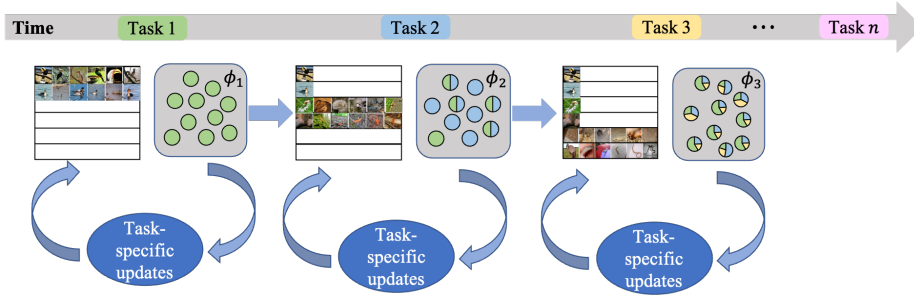 Time Task 1 Task 2 Task 3 ··· Task n
ϕ1 ϕ2 ϕ3
Task-
specific
updates
Task-
specific
updates
Task-
specific
updates